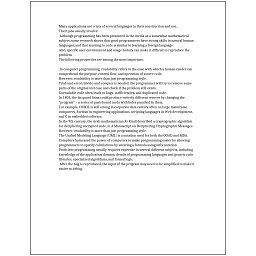 Many applications use a mix of several languages in their construction and use.
Their jobs usually involve:
Although programming has been presented in the media as a somewhat mathematical
subject, some research shows that good programmers have strong skills in natural human
languages, and that learning to code is similar to learning a foreign language.
Also, specific user environment and usage history can make it difficult to reproduce the
problem.
The following properties are among the most important:
In computer programming, readability refers to the ease with which a human reader can
comprehend the purpose, control flow, and operation of source code.
However, readability is more than just programming style.
Trial-and-error/divide-and-conquer is needed: the programmer will try to remove some
parts of the original test case and check if the problem still exists.
Unreadable code often leads to bugs, inefficiencies, and duplicated code.
In 1801, the Jacquard loom could produce entirely different weaves by changing the
"program" – a series of pasteboard cards with holes punched in them.
For example, COBOL is still strong in corporate data centers often on large mainframe
computers, Fortran in engineering applications, scripting languages in Web development,
and C in embedded software.
In the 9th century, the Arab mathematician Al-Kindi described a cryptographic algorithm
for deciphering encrypted code, in A Manuscript on Deciphering Cryptographic Messages.
However, readability is more than just programming style.
The Unified Modeling Language (UML) is a notation used for both the OOAD and MDA.
Compilers harnessed the power of computers to make programming easier by allowing
programmers to specify calculations by entering a formula using infix notation.
Proficient programming usually requires expertise in several different subjects, including
knowledge of the application domain, details of programming languages and generic code
libraries, specialized algorithms, and formal logic.
After the bug is reproduced, the input of the program may need to be simplified to make it
easier to debug.